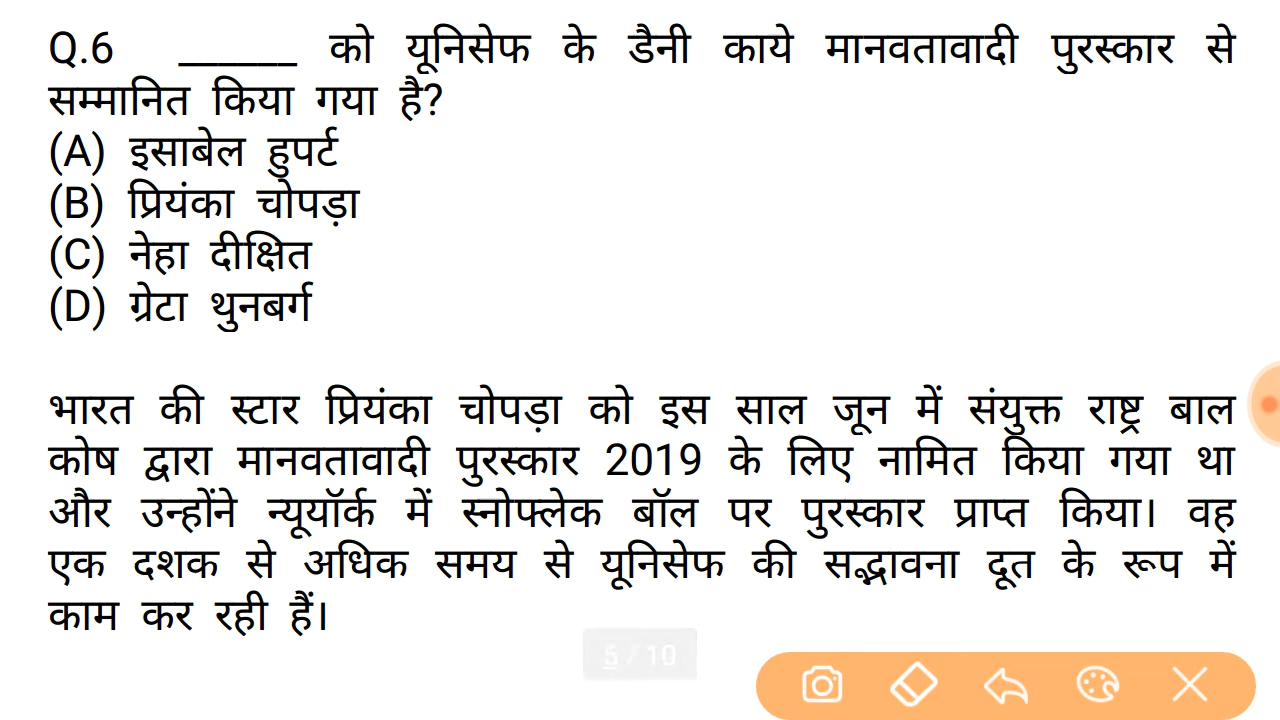 Q.6 ______ को यूनिसेफ के डैनी काये मानवतावादी पुरस्कार से
सम्मानित किया गया है?
(A) इसाबेल हुपर्ट
(B) प्रियंका चोपड़ा
(C) नेहा दीक्षित
(D) ग्रेटा थुनबर्ग
भारत की स्टार प्रियंका चोपड़ा को इस साल जून में संयुक्त राष्ट्र बाल
कोष द्वारा मानवतावादी पुरस्कार 2019 के लिए नामित किया गया था
और उन्होंने न्यूयॉर्क में स्नोफ्लेक बॉल पर पुरस्कार प्राप्त किया। वह
एक दशक से अधिक समय से यूनिसेफ की सद्भावना दूत के रूप में
काम कर रही हैं।
5 / 10